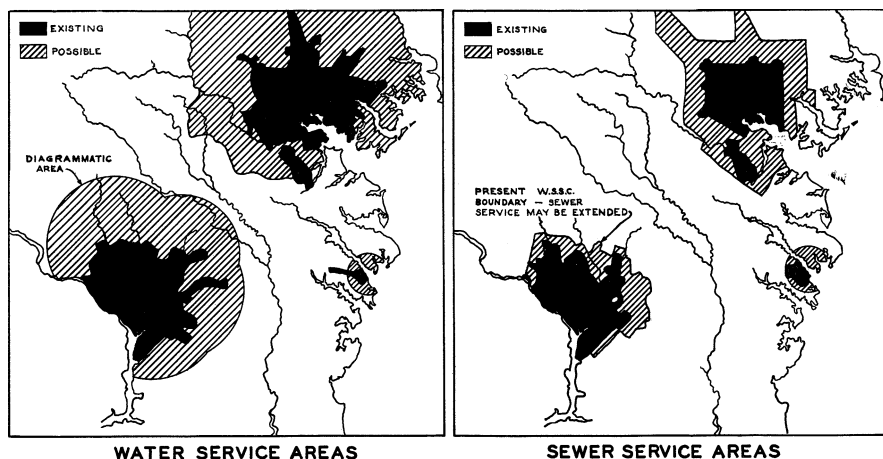 EXISTING
POSSIBLE
DIAGRAMMATIC
AREA
WATER SERVICE AREAS
EXISTING
POSSIBLE
PRESENT W.S.S.C.
BOUNDARY — SEWER
SERVICE MAY BE EXTENDED
SEWER SERVICE AREAS